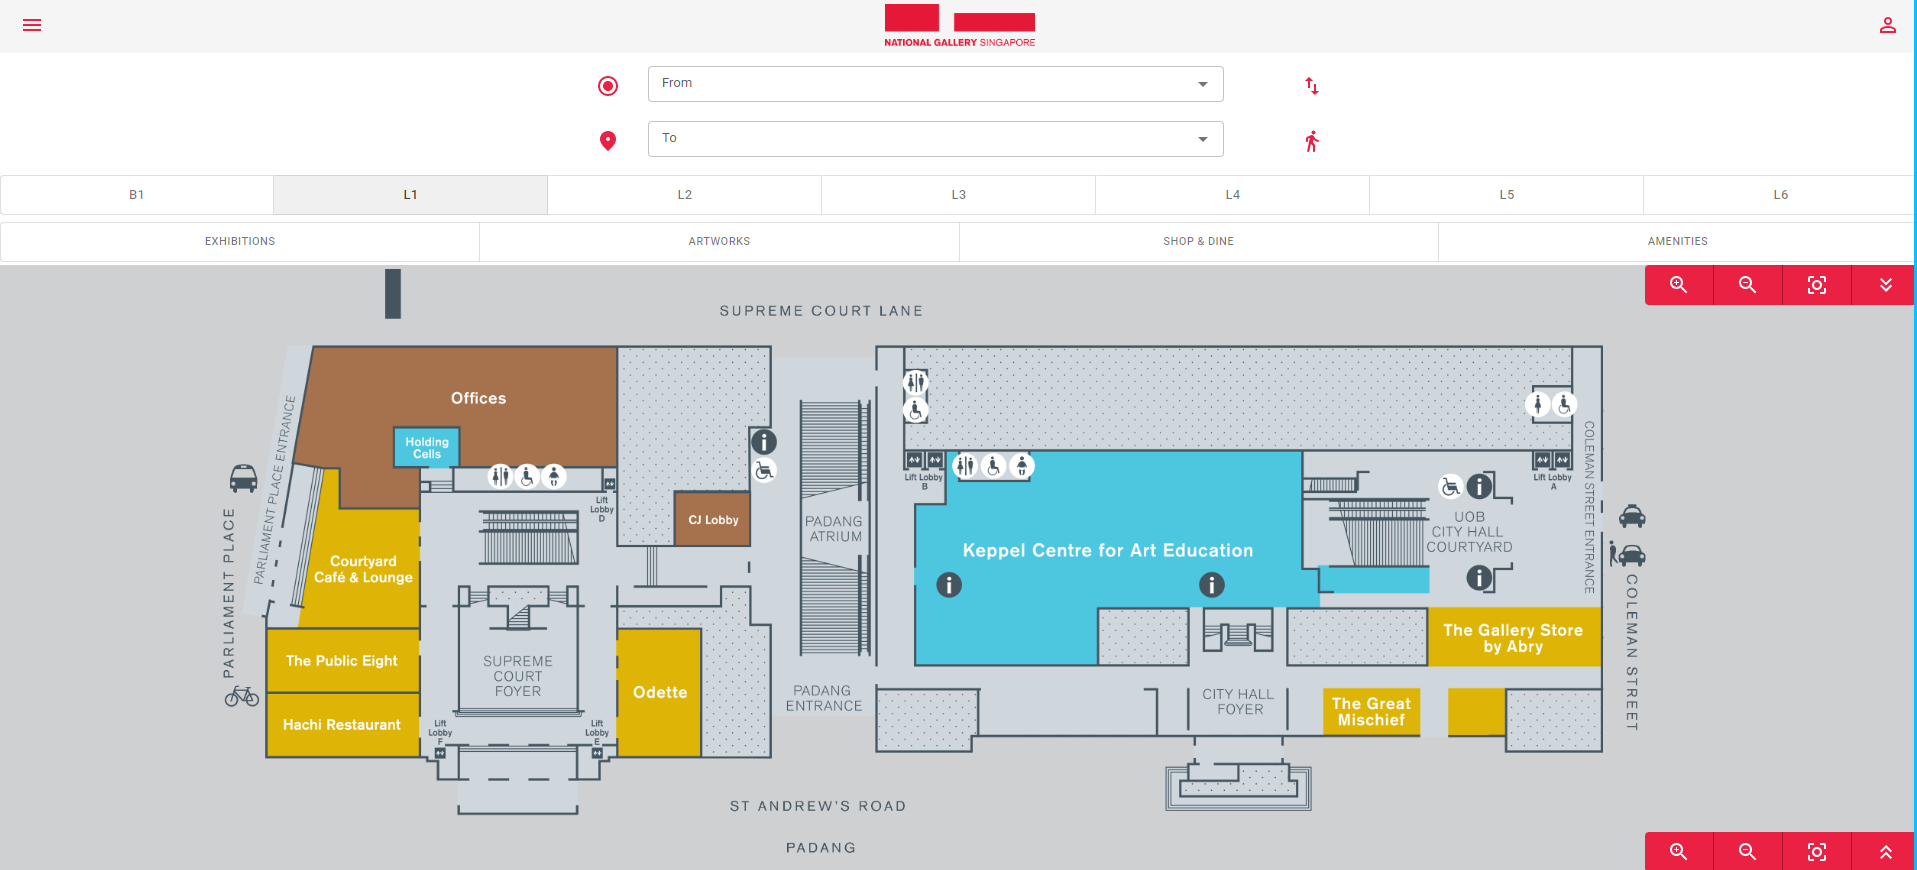 NATIONAL GALLERY SINGAPORE
From
To
B1
L1
L2
L3
L4
L5
L6
EXHIBITIONS
ARTWORKS
SHOP & DINE
AMENITIES
SUPREME COURT LANE
Offices
Holding
Cells
PARLIAMENT PLACE ENTRANCE
PARLIAMENT PLACE
Lift
Lobby
D
CJ Lobby
Courtyard
Café & Lounge
The Public Eight
Hachi Restaurant
SUPREME
COURT
FOYER
Lift
Lobby
F
Lift
Lobby
E
Odette
PADANG
ATRIUM
PADANG
ENTRANCE
Lift Lobby
B
Keppel Centre for Art Education
Lift Lobby
A
UOB
CITY HALL
COURTYARD
COLEMAN STREET ENTRANCE
COLEMAN STREET
The Gallery Store
by Abry
CITY HALL
FOYER
The Great
Mischief
ST ANDREW'S ROAD
PADANG